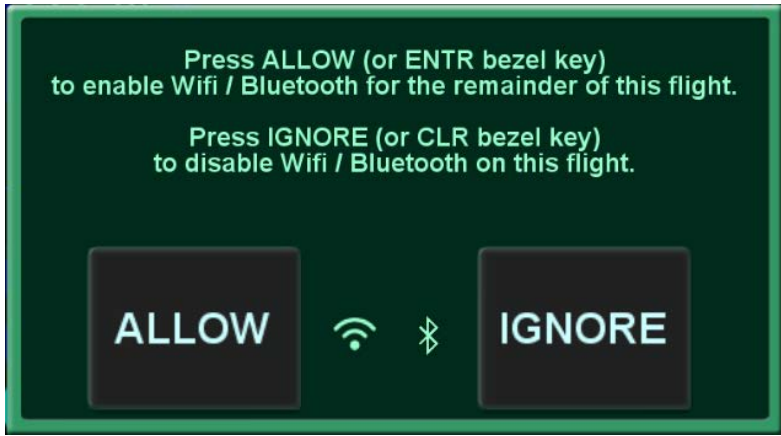 Press ALLOW (or ENTR bezel key)
to enable Wifi / Bluetooth for the remainder of this flight.
Press IGNORE (or CLR bezel key)
to disable Wifi / Bluetooth on this flight.
ALLOW
IGNORE